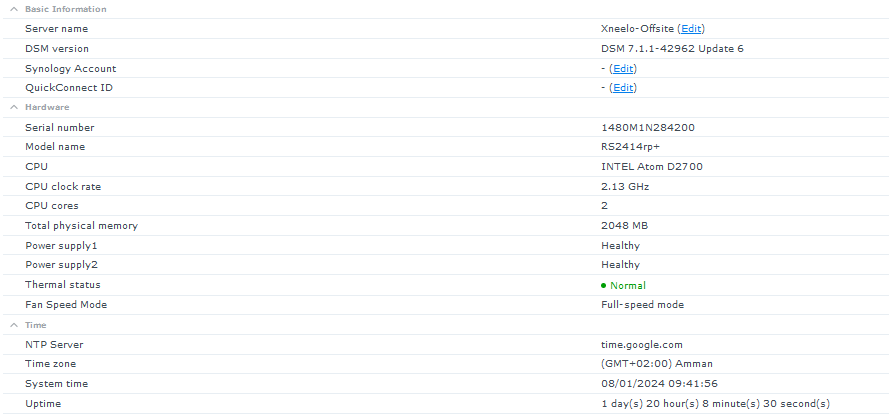 Basic Information
Server name Xneelo-Offsite (Edit)
DSM version DSM 7.1.1-42962 Update 6
Synology Account - (Edit)
QuickConnect ID - (Edit)
Hardware
Serial number 1480M1N284200
Model name RS2414rp+
CPU INTEL Atom D2700
CPU clock rate 2.13 GHz
CPU cores 2
Total physical memory 2048 MB
Power supply1 Healthy
Power supply2 Healthy
Thermal status Normal
Fan Speed Mode Full-speed mode
Time
NTP Server time.google.com
Time zone (GMT+02:00) Amman
System time 08/01/2024 09:41:56
Uptime 1 day(s) 20 hour(s) 8 minute(s) 30 second(s)